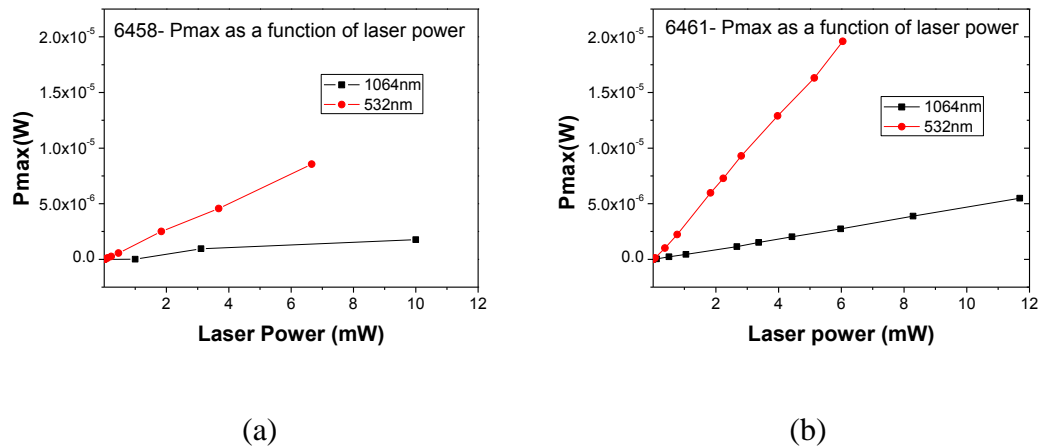 6458- Pmax as a function of laser power
2.0x10-5
1.5x10-5
1.0x10-5
5.0x10-6
0.0
Pmax(W)
1064nm
532nm
2 4 6 8 10 12
Laser Power (mW)
(a)
6461- Pmax as a function of laser power
2.0x10-5
1.5x10-5
1.0x10-5
5.0x10-6
0.0
Pmax(W)
1064nm
532nm
2 4 6 8 10 12
Laser power (mW)
(b)